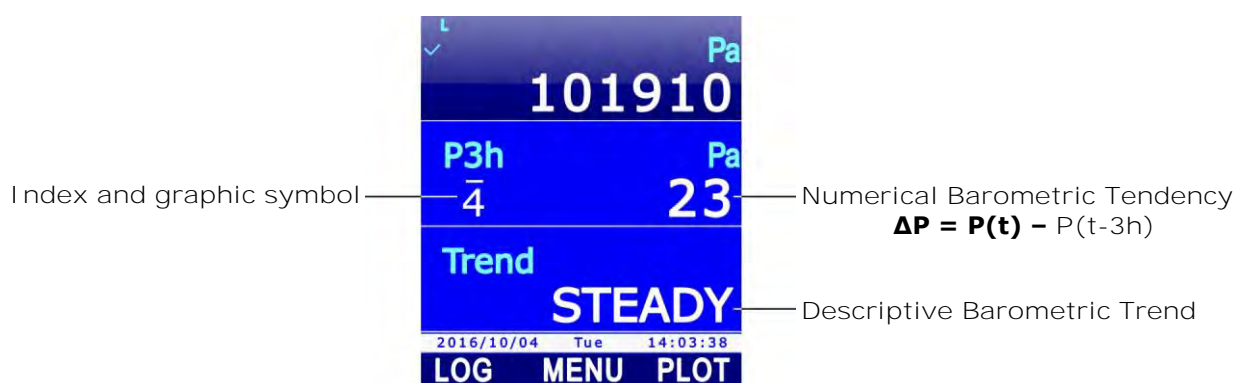 L
✓ Pa
101910
P3h Pa
Index and graphic symbol 4 23 Numerical Barometric Tendency
ΔP = P(t) – P(t-3h)
Trend
STEADY Descriptive Barometric Trend
2016/10/04 Tue 14:03:38
LOG MENU PLOT